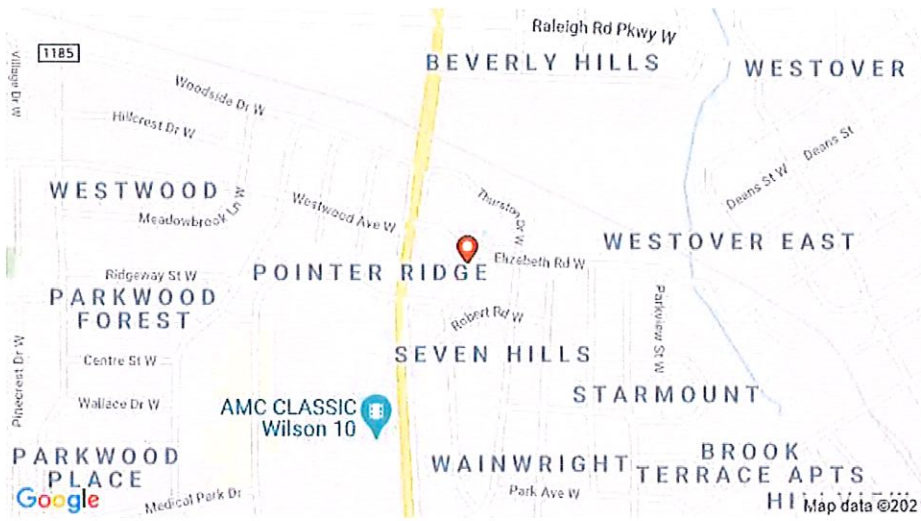 Raleigh Rd Pkwy W
1185
BEVERLY HILLS
WESTOVER
Village Dr W
Woodside Dr W
Hillcrest Dr W
Deans St
Deans St W
WESTWOOD
Meadowbrook Ln W
Westwood Ave W
Thurston Dr W
WESTOVER EAST
Elizebeth Rd W
POINTER RIDGE
Ridgeway St W
PARKWOOD
FOREST
Robert Rd W
Parkview St W
Pinecrest Dr W
Centre St W
SEVEN HILLS
STARMOUNT
Wallace Dr W
AMC CLASSIC
Wilson 10
PARKWOOD
PLACE
WAINWRIGHT
BROOK
TERRACE APTS
Park Ave W
Medical Park Dr
Google
HI
Map data ©202